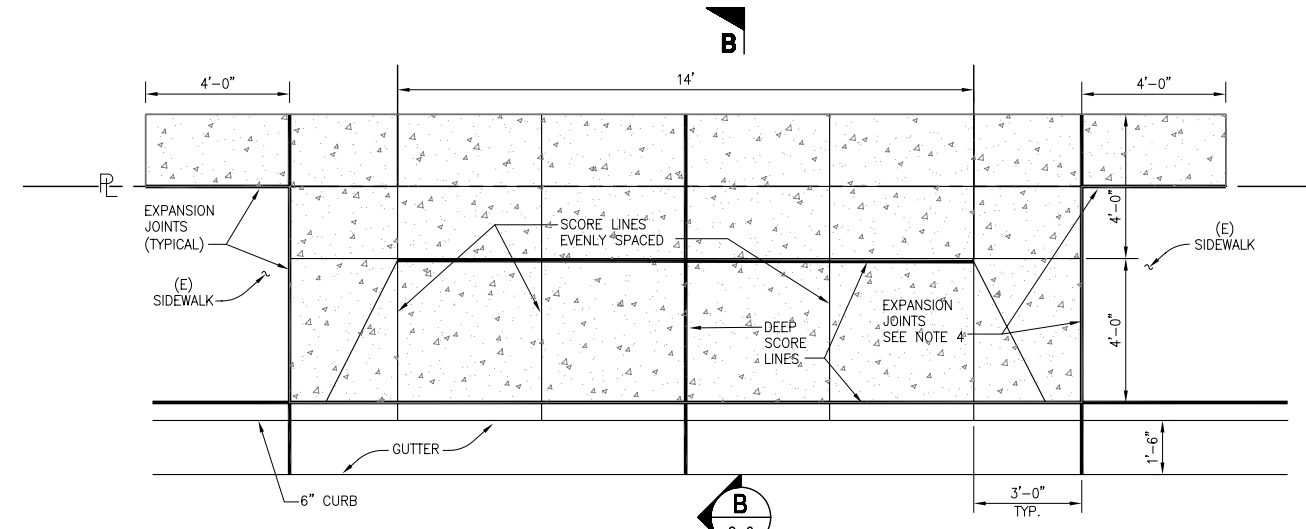 B
4'-0"
14'
4'-0"
PL
EXPANSION
JOINTS
(TYPICAL)
SCORE LINES
EVENLY SPACED
4'-0"
(E)
SIDEWALK
(E)
SIDEWALK
EXPANSION
JOINTS
SEE NOTE 4
DEEP
SCORE
LINES
4'-0"
GUTTER
1'-6"
6" CURB
B
3'-0"
TYP.